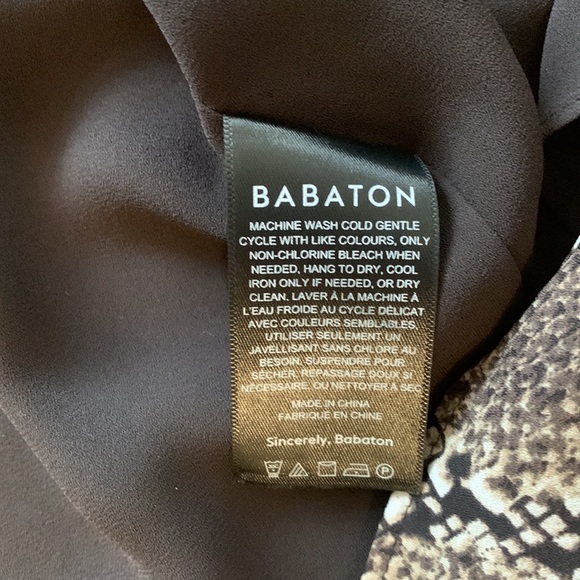 BABATON
MACHINE WASH COLD GENTLE
CYCLE WITH LIKE COLOURS, ONLY
NON-CHLORINE BLEACH WHEN
NEEDED, HANG TO DRY, COOL
IRON ONLY IF NEEDED, OR DRY
CLEAN. LAVER À LA MACHINE À
L'EAU FROIDE AU CYCLE DÉLICAT
AVEC COULEURS SEMBLABLES,
UTILISER SEULEMENT UN
JAVELLISANT SANS CHLORE AU
BESOIN, SUSPENDRE POUR
SÉCHER, REPASSAGE DOUX SI
NÉCESSAIRE, OU NETTOYER À SEC
MADE IN CHINA
FABRIQUÉ EN CHINE
Sincerely, Babaton
P